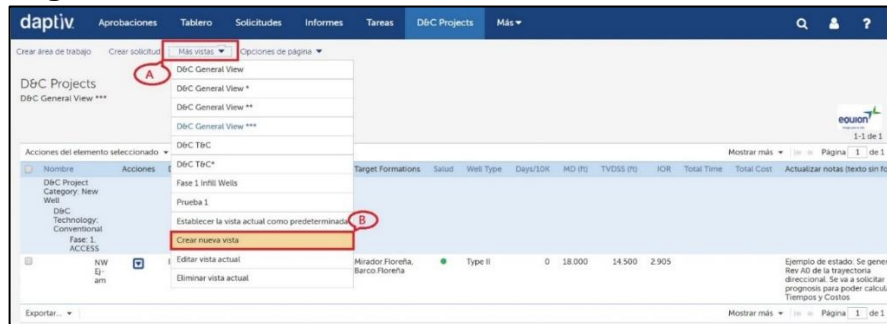 daptiv. Aprobaciones Tablero Solicitudes Informes Tareas D&C Projects Más ?
Crear área de trabajo Crear solicitud Más vistas Opciones de página
A
D&C Projects
D&C General View ***
D&C General View
D&C General View *
D&C General View **
D&C General View ***
D&C T&C
D&C T&C*
Fase 1 Infill Wells
Prueba 1
Establecer la vista actual como predeterminada
B
Crear nueva vista
Editar vista actual
Eliminar vista actual
equion
1-1 de 1
Acciones del elemento seleccionado Mostrar más Página 1 de 1
Nombre Acciones Target Formations Salud Well Type Days/10K MD (ft) TVDSS (ft) IOR Total Time Total Cost Actualizar notas (texto sin fo
D&C Project
Category: New
Well
D&C
Technology:
Conventional
Fase: 1.
ACCESS
NW
Ej-
am
Mirador.Floreña, Type II 0 18.000 14.500 2.905
Barco.Floreña
Ejemplo de estado: Se gener
Rev A0 de la trayectoria
direccional. Se va a solicitar
prognosis para poder calcula
Tiempos y Costos
Exportar... Mostrar más Página 1 de 1